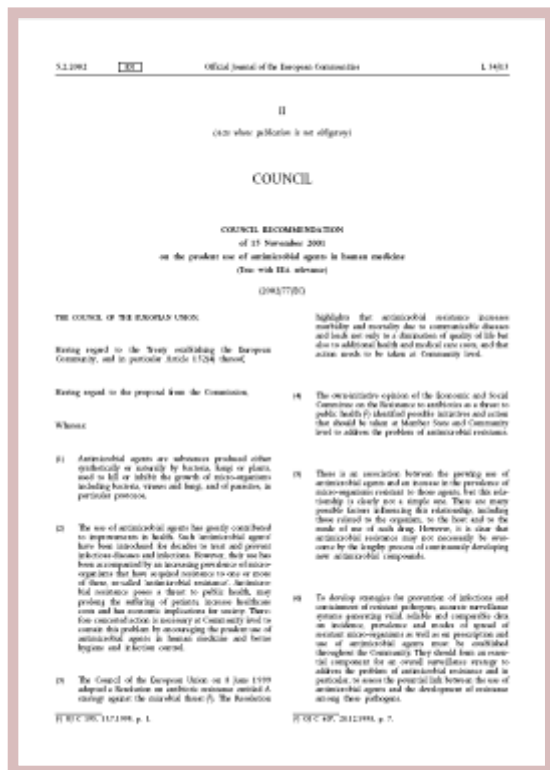 5.2.2002 EN Official Journal of the European Communities L 34/13
II
(Acts whose publication is not obligatory)
COUNCIL
COUNCIL RECOMMENDATION
of 15 November 2001
on the prudent use of antimicrobial agents in human medicine
(Text with EEA relevance)
(2002/77/EC)
THE COUNCIL OF THE EUROPEAN UNION,
Having regard to the Treaty establishing the European
Community, and in particular Article 152(4) thereof,
Having regard to the proposal from the Commission,
Whereas:
(1) Antimicrobial agents are substances produced either
synthetically or naturally by bacteria, fungi or plants,
used to kill or inhibit the growth of micro-organisms
including bacteria, viruses and fungi, and of parasites, in
particular protozoa.
(2) The use of antimicrobial agents has greatly contributed
to improvements in health. Such 'antimicrobial agents'
have been introduced for decades to treat and prevent
infectious diseases and infections. However, their use has
been accompanied by an increasing prevalence of micro-
organisms that have acquired resistance to one or more
of these, so-called 'antimicrobial resistance'. Antimicro-
bial resistance poses a threat to public health, may
prolong the suffering of patients, increase healthcare
costs and has economic implications for society. There-
fore concerted action is necessary at Community level to
contain this problem by encouraging the prudent use of
antimicrobial agents in human medicine and better
hygiene and infection control.
(3) The Council of the European Union on 8 June 1999
adopted a Resolution on antibiotic resistance entitled A
strategy against the microbial threat (1). The Resolution
(1) OJ C 195, 13.7.1999, p. 1.
highlights that antimicrobial resistance increases
morbidity and mortality due to communicable diseases
and leads not only to a diminution of quality of life but
also to additional health and medical care costs, and that
action needs to be taken at Community level.
(4) The own-initiative opinion of the Economic and Social
Committee on the Resistance to antibiotics as a threat to
public health (2) identified possible initiatives and action
that should be taken at Member State and Community
level to address the problem of antimicrobial resistance.
(5) There is an association between the growing use of
antimicrobial agents and an increase in the prevalence of
micro-organisms resistant to those agents, but this rela-
tionship is clearly not a simple one. There are many
possible factors influencing this relationship, including
those related to the organism, to the host and to the
mode of use of such drug. However, it is clear that
antimicrobial resistance may not necessarily be over-
come by the lengthy process of continuously developing
new antimicrobial compounds.
(6) To develop strategies for prevention of infections and
containment of resistant pathogens, accurate surveillance
systems generating valid, reliable and comparable data
on incidence, prevalence and modes of spread of
resistant micro-organisms as well as on prescription and
use of antimicrobial agents must be established
throughout the Community. They should form an essen-
tial component for an overall surveillance strategy to
address the problem of antimicrobial resistance and in
particular, to assess the potential link between the use of
antimicrobial agents and the development of resistance
among these pathogens.
(2) OJ C 407, 28.12.1998, p. 7.